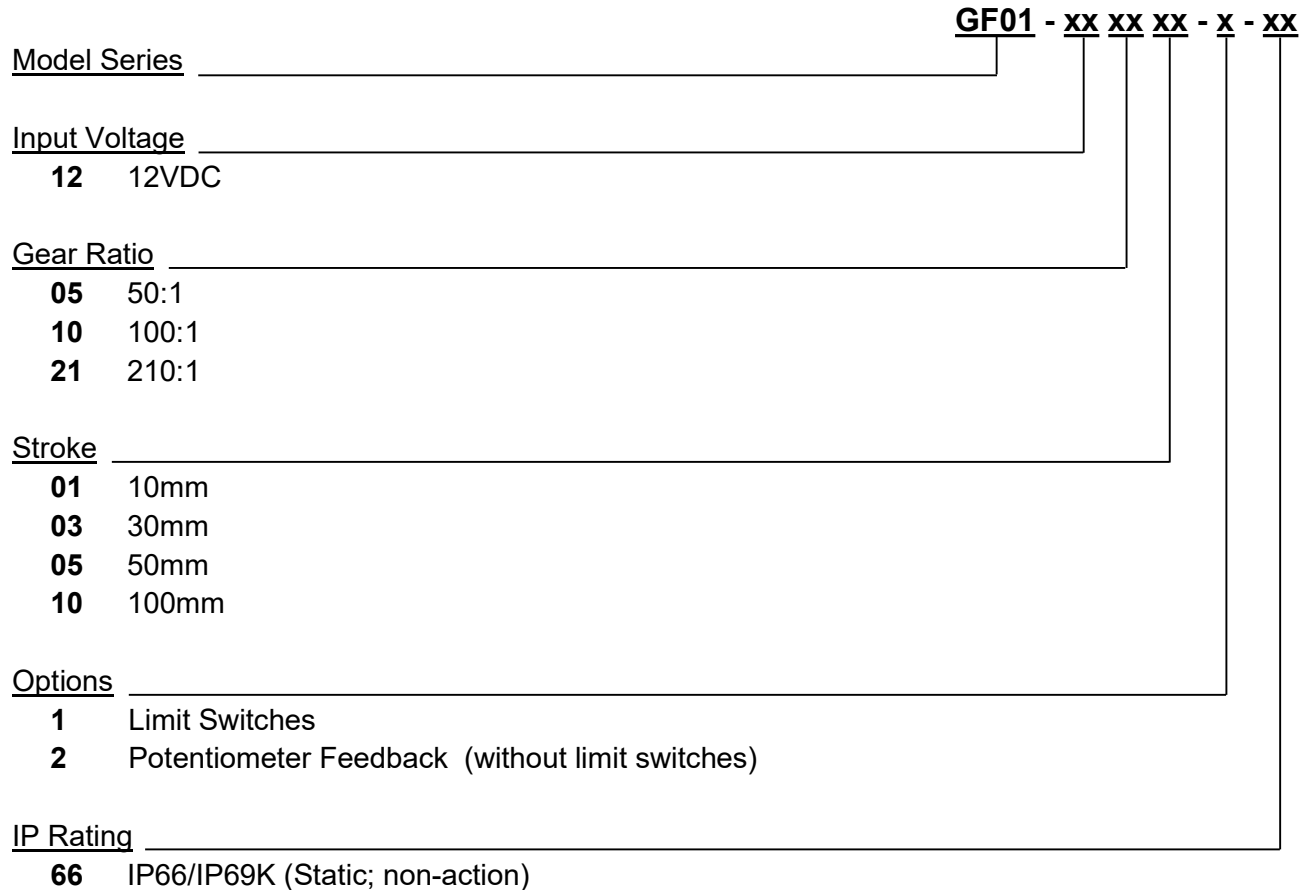 GF01 - xx xx xx - x - xx
Model Series
Input Voltage
12 12VDC
Gear Ratio
05 50:1
10 100:1
21 210:1
Stroke
01 10mm
03 30mm
05 50mm
10 100mm
Options
1 Limit Switches
2 Potentiometer Feedback (without limit switches)
IP Rating
66 IP66/IP69K (Static; non-action)